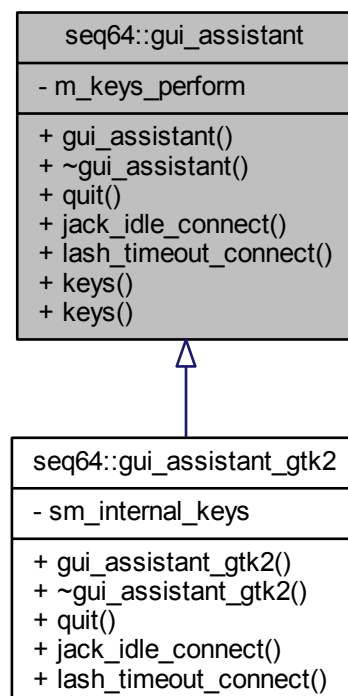 seq64::gui_assistant
- m_keys_perform
+ gui_assistant()
+ ~gui_assistant()
+ quit()
+ jack_idle_connect()
+ lash_timeout_connect()
+ keys()
+ keys()
seq64::gui_assistant_gtk2
- sm_internal_keys
+ gui_assistant_gtk2()
+ ~gui_assistant_gtk2()
+ quit()
+ jack_idle_connect()
+ lash_timeout_connect()